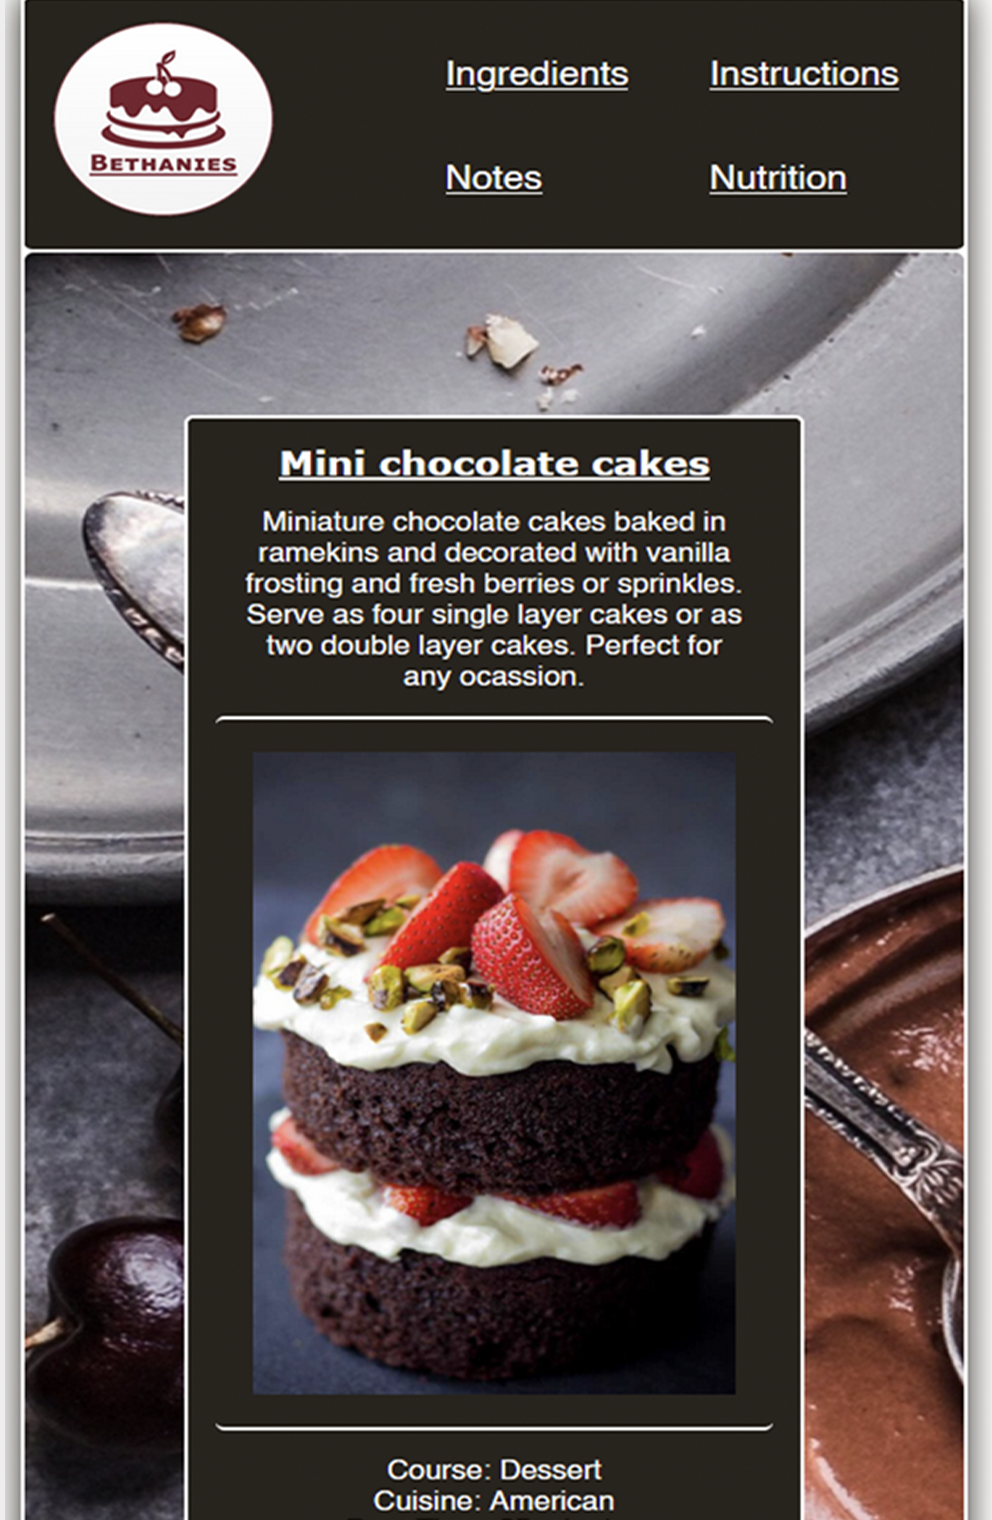 BETHANIES
Ingredients
Instructions
Notes
Nutrition
Mini chocolate cakes
Miniature chocolate cakes baked in
ramekins and decorated with vanilla
frosting and fresh berries or sprinkles.
Serve as four single layer cakes or as
two double layer cakes. Perfect for
any ocassion.
Course: Dessert
Cuisine: American